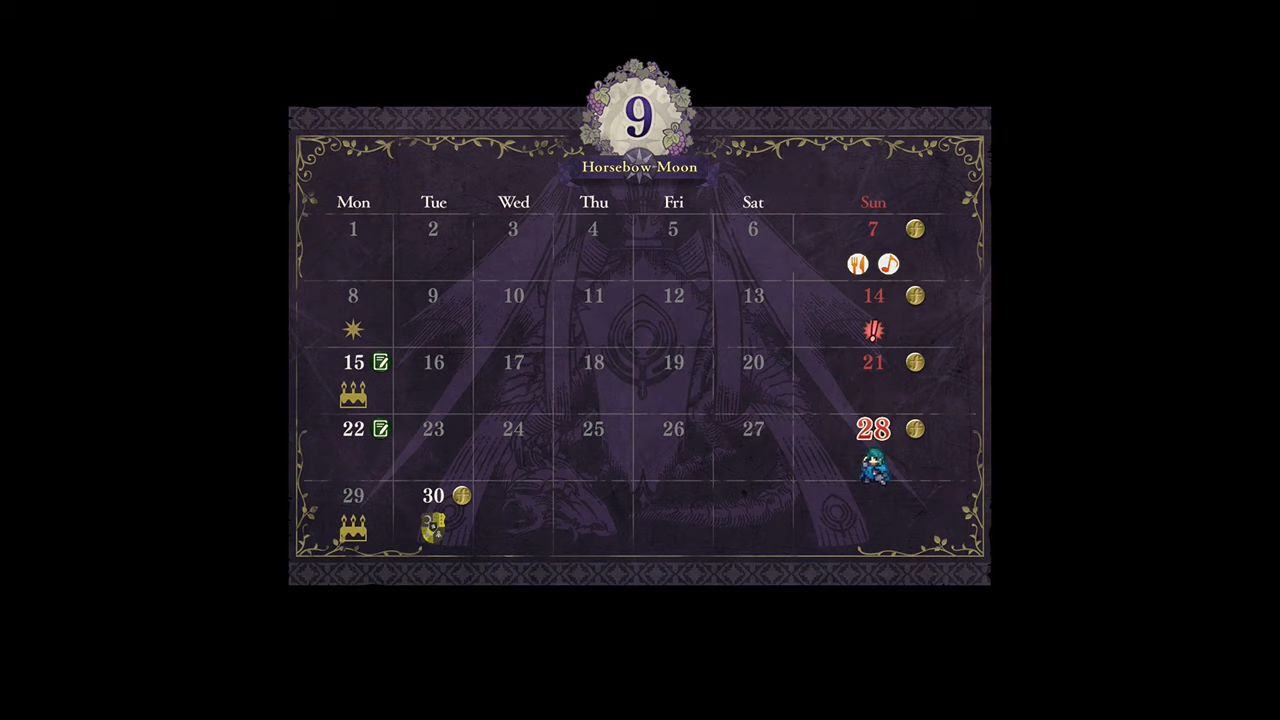 9
Horsebow Moon
Mon Tue Wed Thu Fri Sat Sun
1 2 3 4 5 6 7
8 9 10 11 12 13 14
15 16 17 18 19 20 21
22 23 24 25 26 27 28
29 30